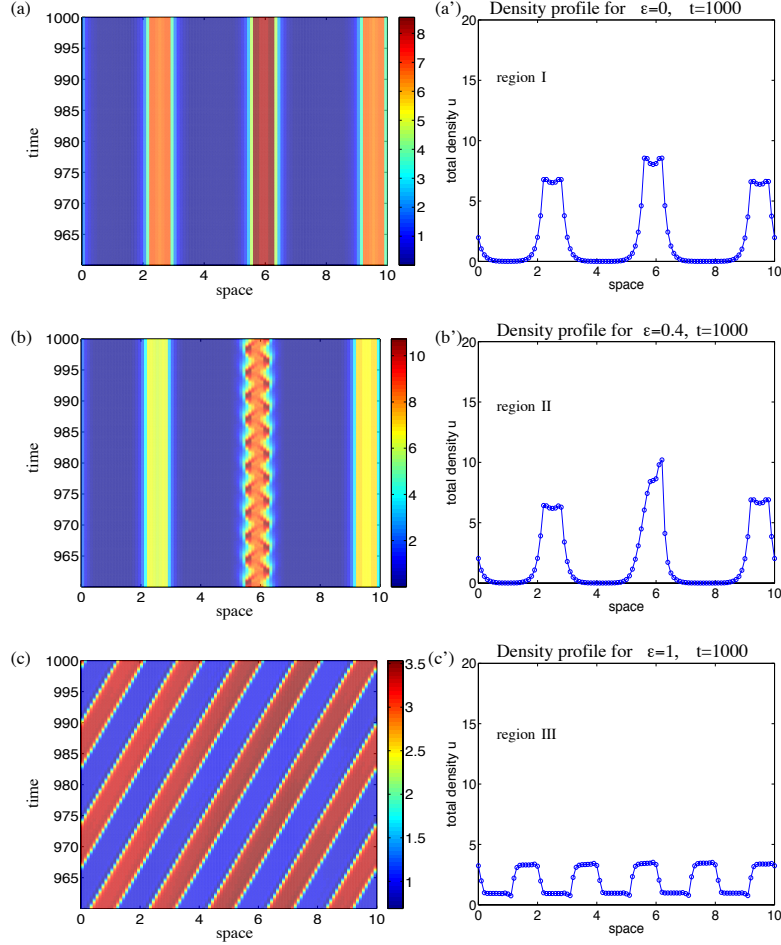 (a)
1000
995
990
985
980
975
970
965
time
0 2 4 6 8 10
space
8
7
6
5
4
3
2
1
(a’) Density profile for ε=0, t=1000
region I
20
15
10
5
0
total density u
0 2 4 6 8 10
space
(b)
1000
995
990
985
980
975
970
965
time
0 2 4 6 8 10
space
10
8
6
4
2
(b’) Density profile for ε=0.4, t=1000
region II
20
15
10
5
0
total density u
0 2 4 6 8 10
space
(c)
1000
995
990
985
980
975
970
965
time
0 2 4 6 8 10
space
3.5
3
2.5
2
1.5
1
(c’) Density profile for ε=1, t=1000
region III
20
15
10
5
0
total density u
0 2 4 6 8 10
space